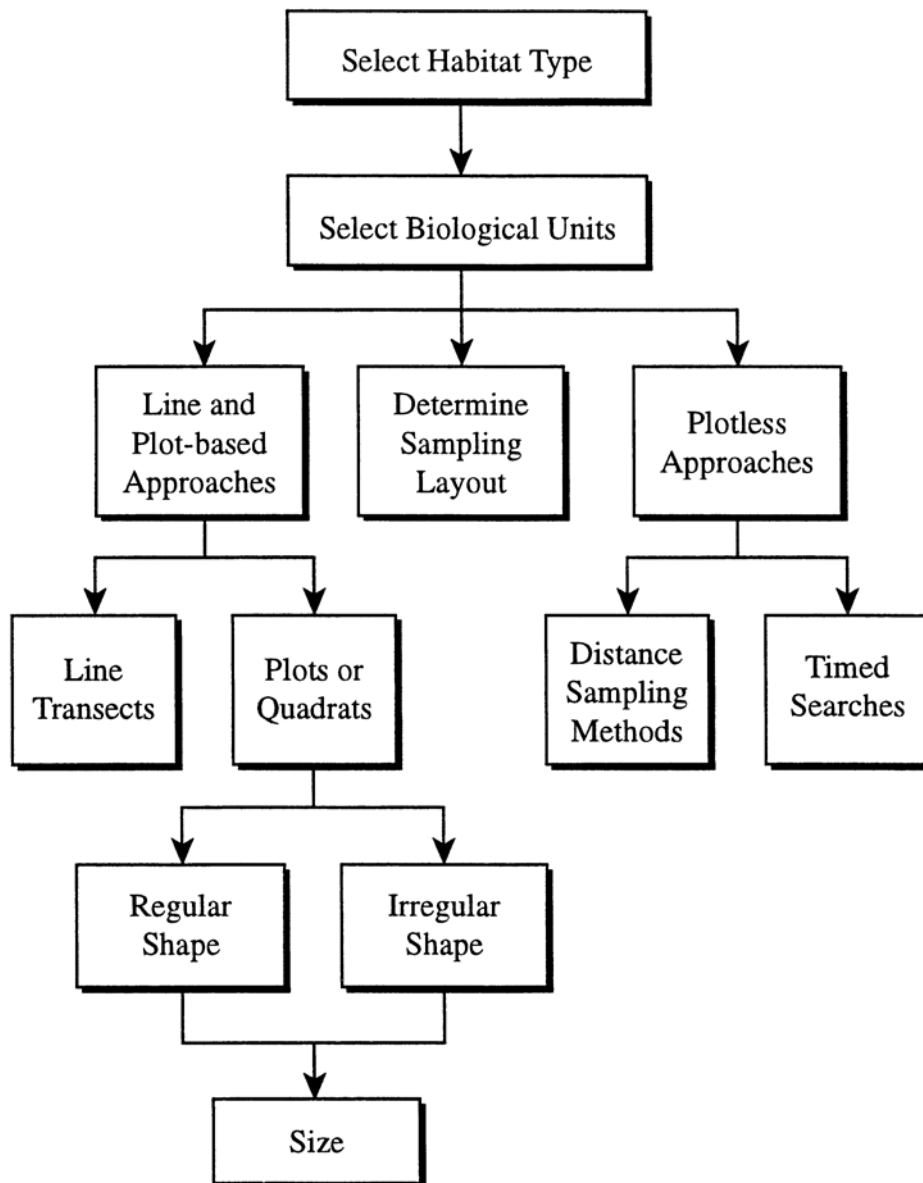 Select Habitat Type
Select Biological Units
Line and
Plot-based
Approaches
Determine
Sampling
Layout
Plotless
Approaches
Line
Transects
Plots or
Quadrats
Distance
Sampling
Methods
Timed
Searches
Regular
Shape
Irregular
Shape
Size